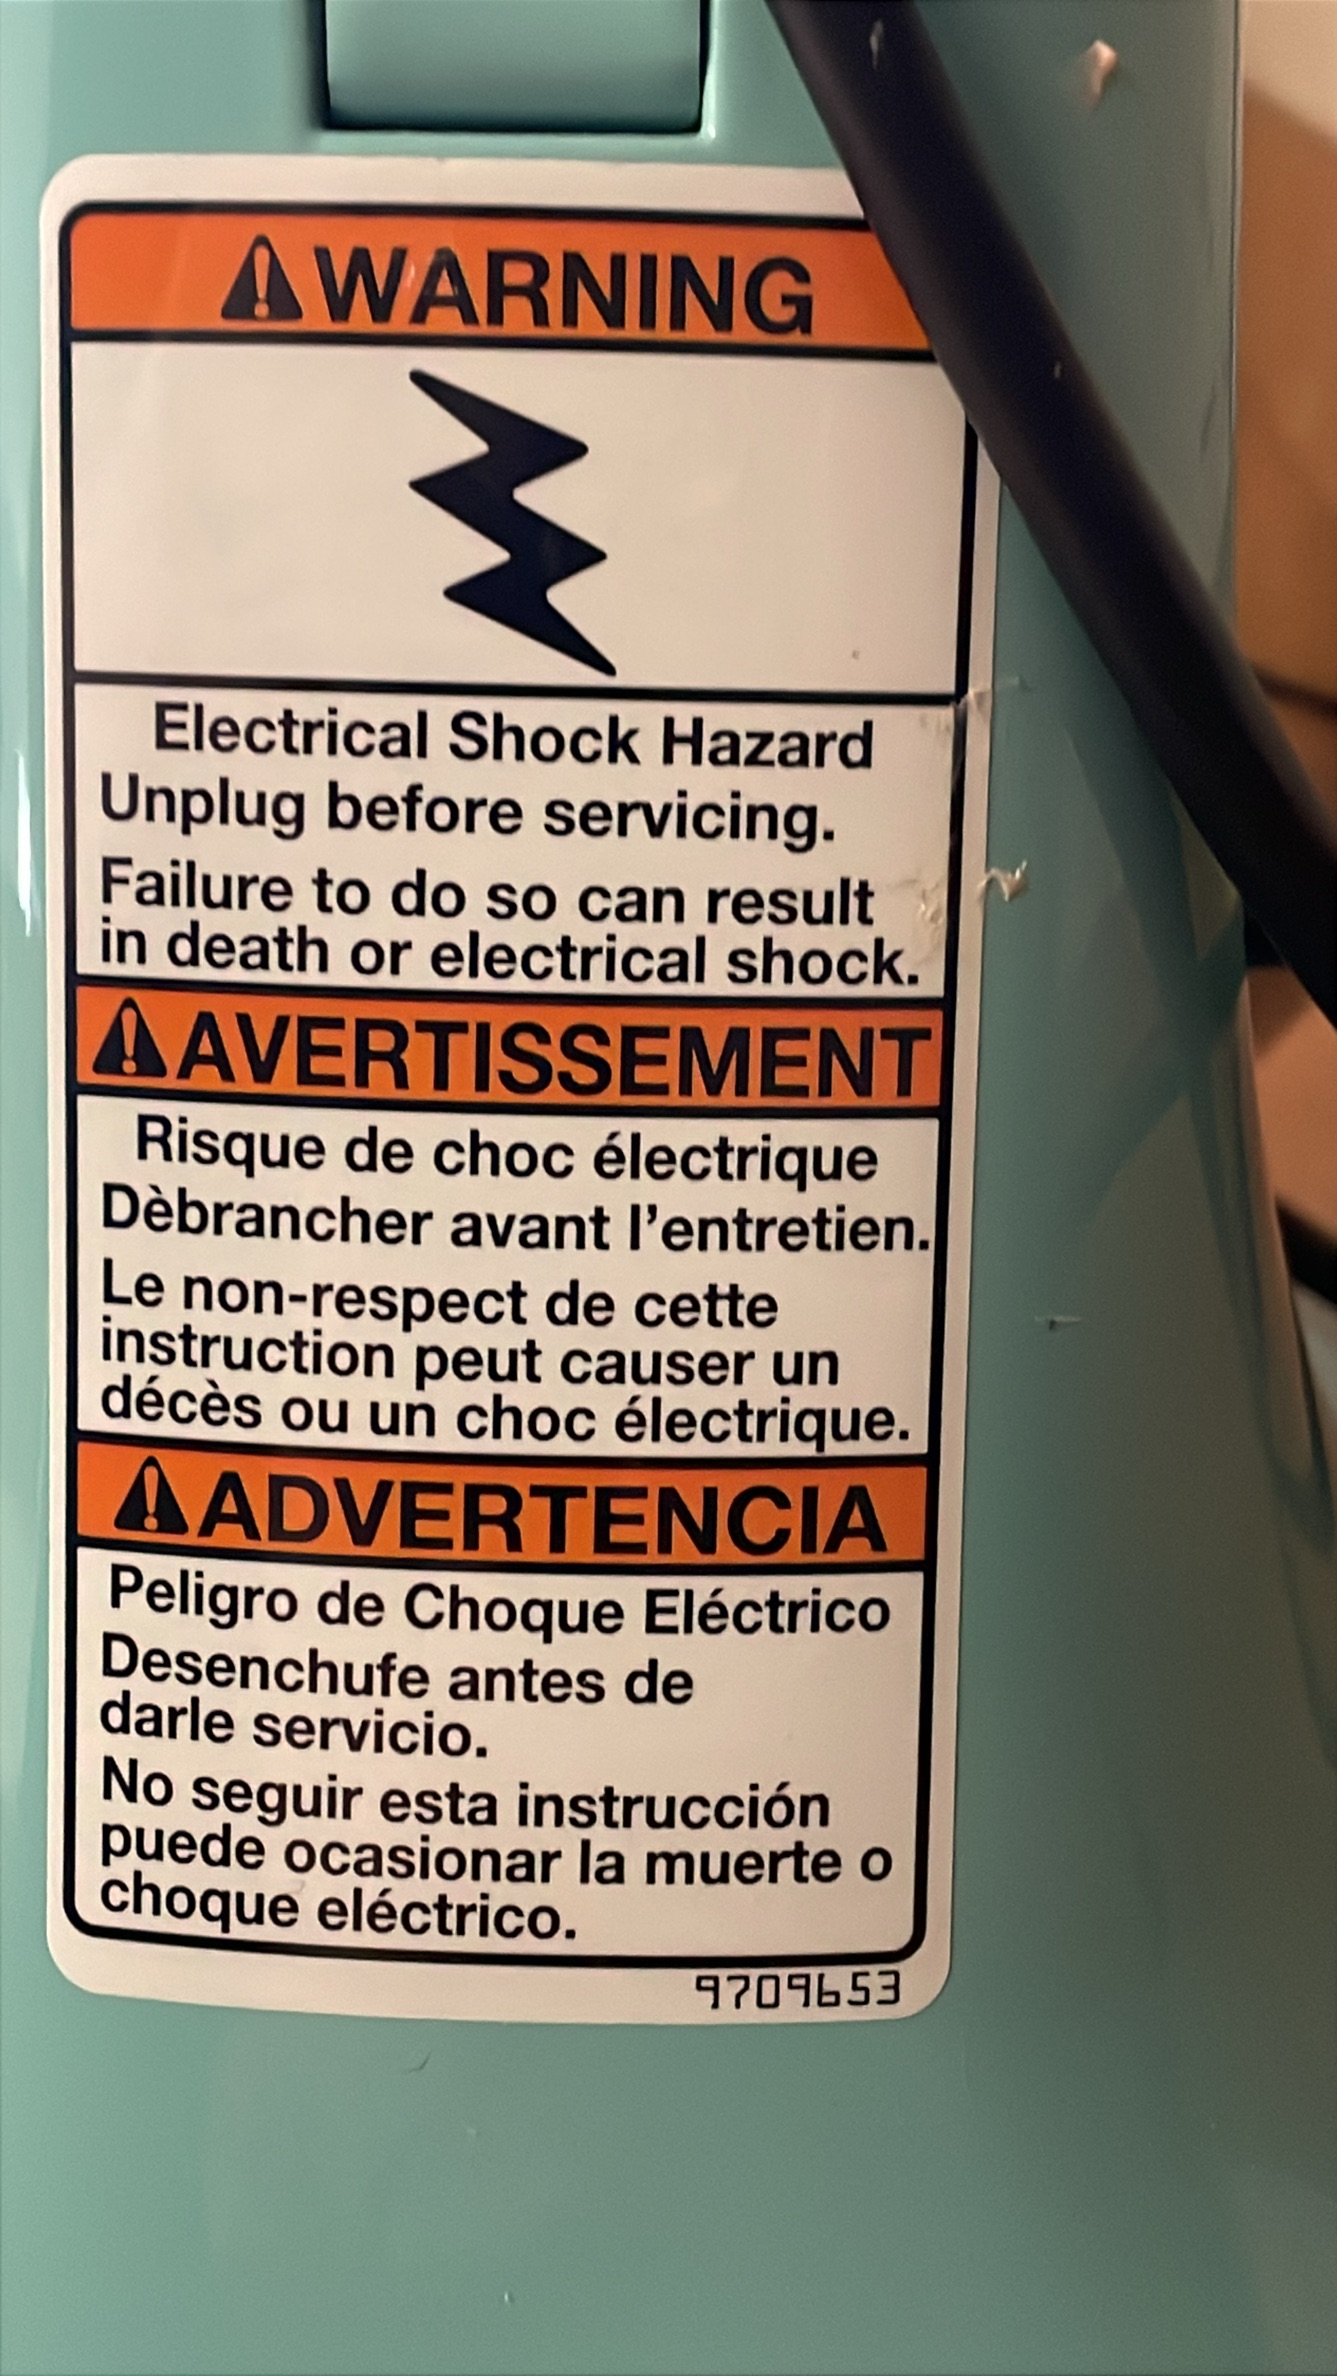 WARNING
Electrical Shock Hazard
Unplug before servicing.
Failure to do so can result
in death or electrical shock.
AVERTISSEMENT
Risque de choc électrique
Dèbrancher avant l'entretien.
Le non-respect de cette
instruction peut causer un
décès ou un choc électrique.
ADVERTENCIA
Peligro de Choque Eléctrico
Desenchufe antes de
darle servicio.
No seguir esta instrucción
puede ocasionar la muerte o
choque eléctrico.
9709653